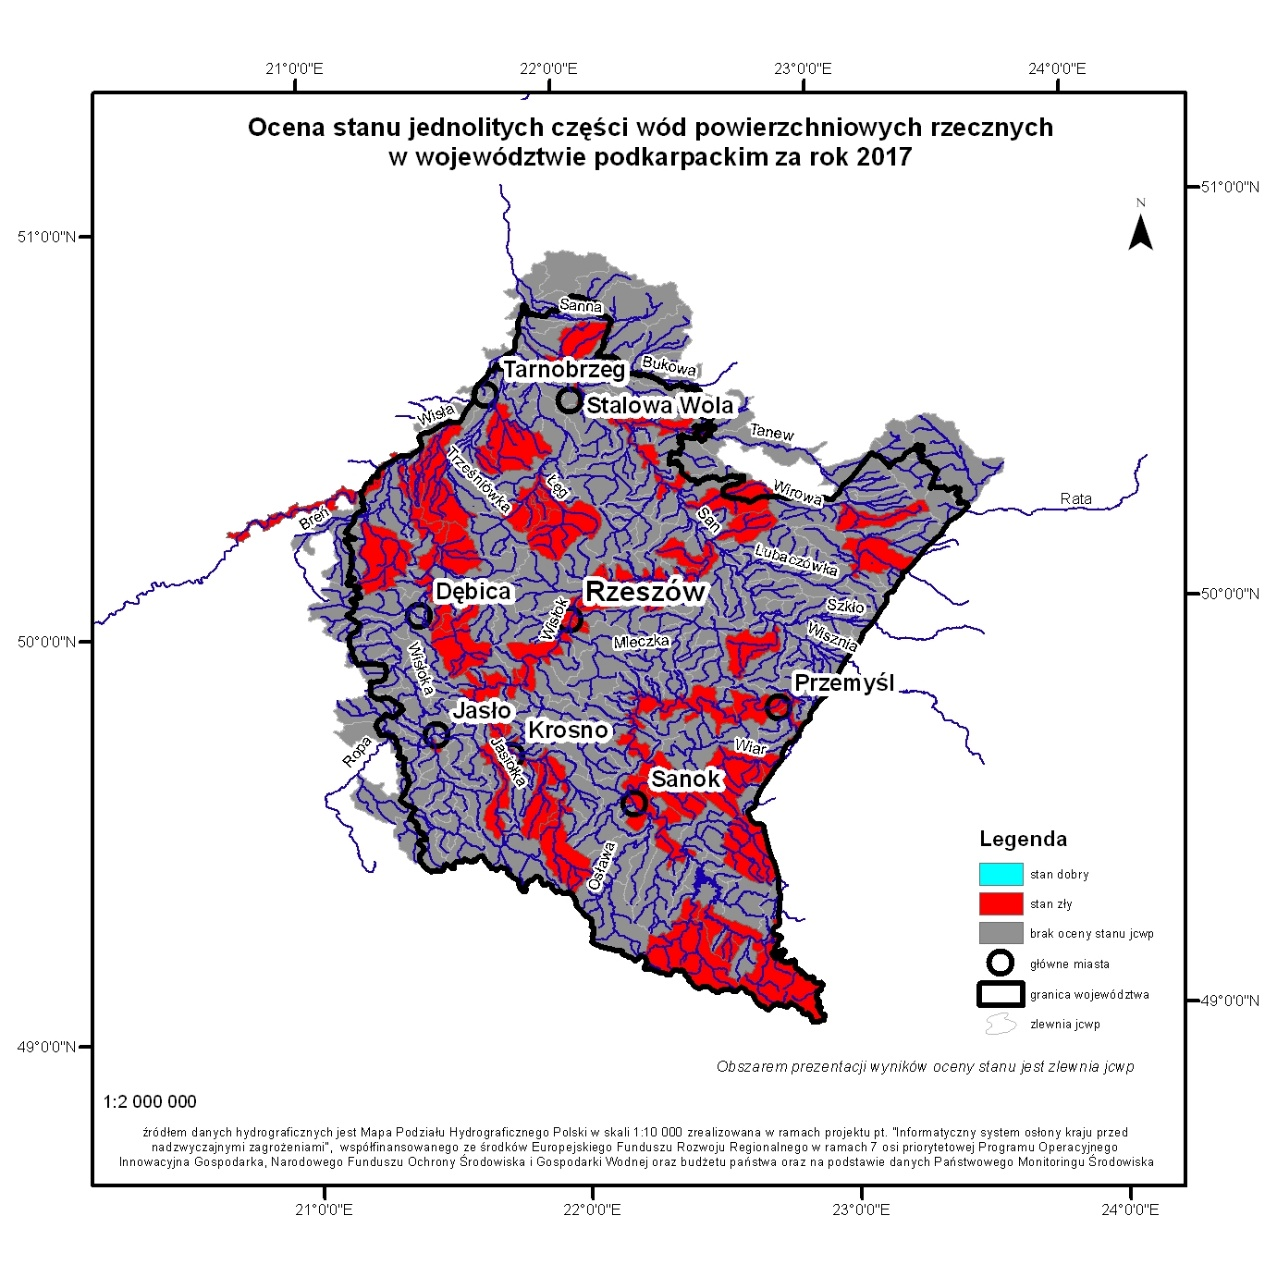 21°0'0"E
22°0'0"E
23°0'0"E
24°0'0"E
Ocena stanu jednolitych części wód powierzchniowych rzecznych
w województwie podkarpackim za rok 2017
51°0'0"N
51°0'0"N
N
Sanna
Bukowa
Tarnobrzeg
Stalowa Wola
Wisła
Tanew
Trześniówka
Łęg
Wirowa
Rata
Breń
San
Lubaczówka
Dębica
Rzeszów
50°0'0"N
50°0'0"N
Szkło
Wisłok
Mleczka
Wisznia
Wisłoka
Przemyśl
Jasło
Krosno
Ropa
Jasiołka
Wiar
Sanok
Osława
Legenda
stan dobry
stan zły
brak oceny stanu jcwp
główne miasta
granica województwa
zlewnia jcwp
49°0'0"N
49°0'0"N
Obszarem prezentacji wyników oceny stanu jest zlewnia jcwp
1:2 000 000
źródłem danych hydrograficznych jest Mapa Podziału Hydrograficznego Polski w skali 1:10 000 zrealizowana w ramach projektu pt. "Informatyczny system osłony kraju przed
nadzwyczajnymi zagrożeniami", współfinansowanego ze środków Europejskiego Funduszu Rozwoju Regionalnego w ramach 7 osi priorytetowej Programu Operacyjnego
Innowacyjna Gospodarka, Narodowego Funduszu Ochrony Środowiska i Gospodarki Wodnej oraz budżetu państwa oraz na podstawie danych Państwowego Monitoringu Środowiska
21°0'0"E
22°0'0"E
23°0'0"E
24°0'0"E